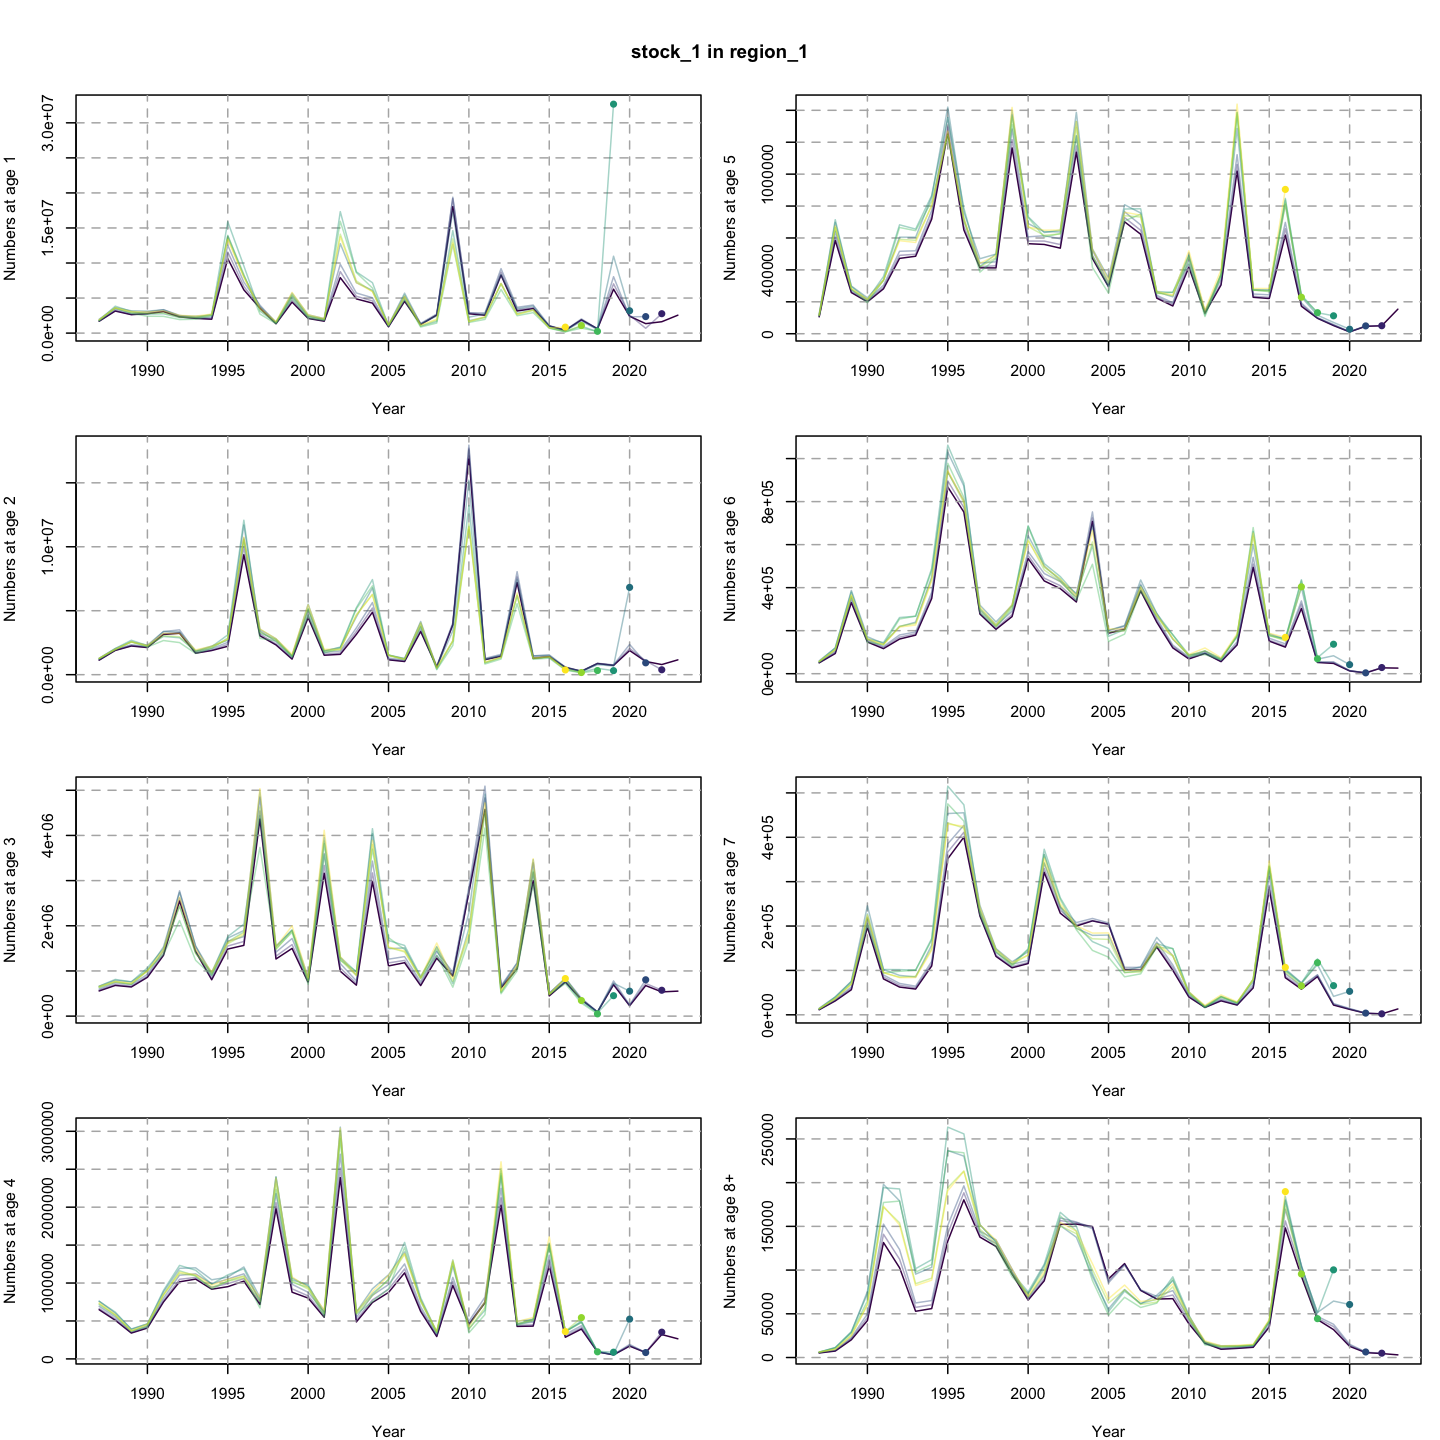 stock_1 in region_1
Numbers at age 1
0.0e+00 1.5e+07 3.0e+07
1990 1995 2000 2005 2010 2015 2020
Year
Numbers at age 5
0 400000 1000000
1990 1995 2000 2005 2010 2015 2020
Year
Numbers at age 2
0.0e+00 1.0e+07
1990 1995 2000 2005 2010 2015 2020
Year
Numbers at age 6
0e+00 4e+05 8e+05
1990 1995 2000 2005 2010 2015 2020
Year
Numbers at age 3
0e+00 2e+06 4e+06
1990 1995 2000 2005 2010 2015 2020
Year
Numbers at age 7
0e+00 2e+05 4e+05
1990 1995 2000 2005 2010 2015 2020
Year
Numbers at age 4
0 1000000 2000000 3000000
1990 1995 2000 2005 2010 2015 2020
Year
Numbers at age 8+
0 50000 150000 250000
1990 1995 2000 2005 2010 2015 2020
Year